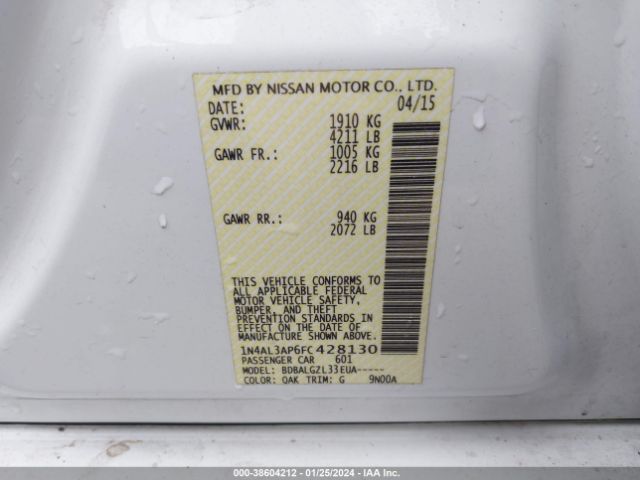 MFD BY NISSAN MOTOR CO., LTD.
DATE: 04/15
GVWR: 1910 KG
4211 LB
GAWR FR.: 1005 KG
2216 LB
GAWR RR.: 940 KG
2072 LB
THIS VEHICLE CONFORMS TO
ALL APPLICABLE FEDERAL
MOTOR VEHICLE SAFETY,
BUMPER, AND THEFT
PREVENTION STANDARDS
IN EFFECT ON THE DATE OF
MANUFACTURE SHOWN ABOVE.
1N4AL3AP6FC428130
PASSENGER CAR 601
MODEL: BDBALGZL33EUA-----
COLOR: QAK TRIM: G 9N00A
000-38604212 - 01/25/2024 - IAA Inc.